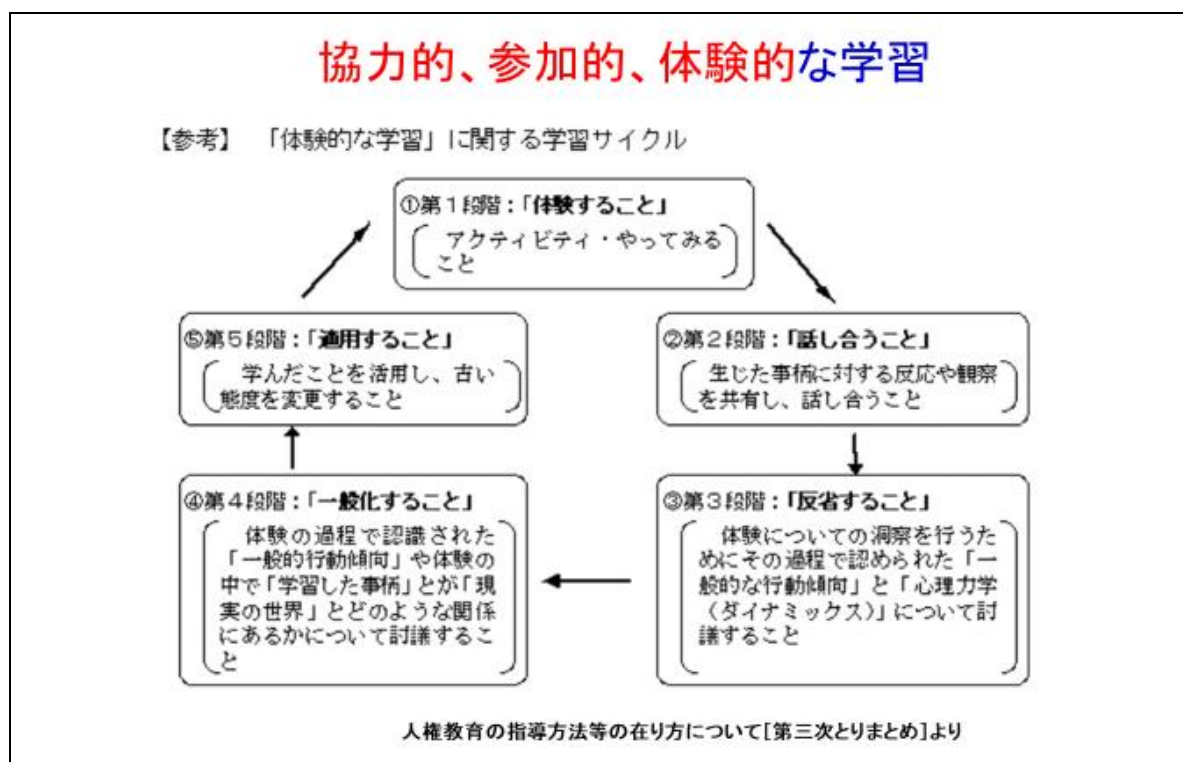 協力的、参加的、体験的な学習
【参考】 「体験的な学習」に関する学習サイクル
①第1段階:「体験すること」
アクティビティ・やってみる
こと
②第2段階:「話し合うこと」
生じた事柄に対する反応や観察
を共有し、話し合うこと
③第3段階:「反省すること」
体験についての洞察を行うた
めにその過程で認められた「一
般的な行動傾向」と「心理力学
(ダイナミックス)」について討
議すること
④第4段階:「一般化すること」
体験の過程で認識された
「一般的行動傾向」や体験の
中で「学習した事柄」とが「現
実の世界」とどのような関係
にあるかについて討議するこ
と
⑤第5段階:「適用すること」
学んだことを活用し、古い
態度を変更すること
人権教育の指導方法等の在り方について[第三次とりまとめ]より